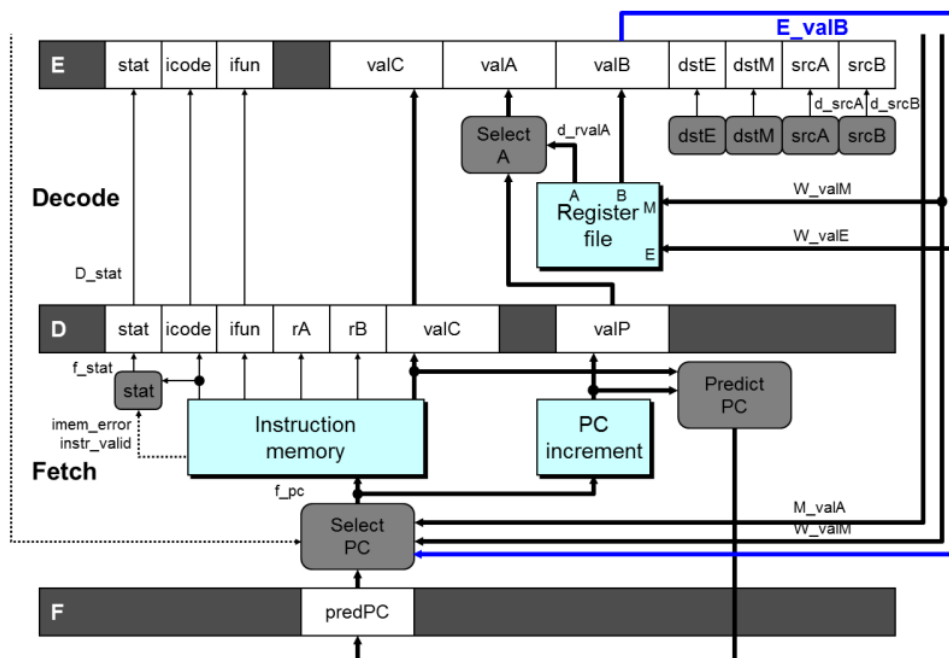 E_valB
E stat icode ifun valC valA valB dstE dstM srcA srcB
d_srcA d_srcB
Select
A
d_rvalA
dstE dstM srcA srcB
Decode
A B
M
Register
file
E
W_valM
W_valE
D_stat
D stat icode ifun rA rB valC valP
f_stat
stat
Predict
PC
imem_error
instr_valid
Instruction
memory
PC
increment
Fetch
f_pc
M_valA
Select
PC
W_valM
F predPC